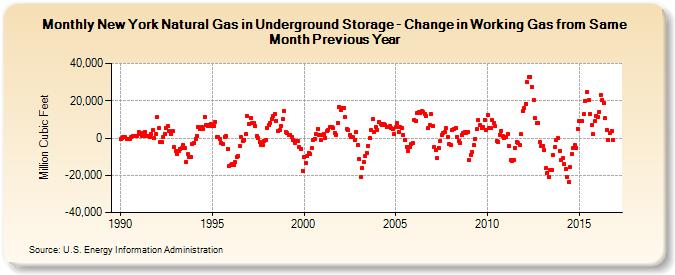 Monthly New York Natural Gas in Underground Storage - Change in Working Gas from Same
Month Previous Year
Million Cubic Feet
40,000
20,000
0
-20,000
-40,000
1990 1995 2000 2005 2010 2015
Source: U.S. Energy Information Administration